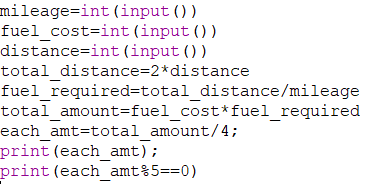 mileage=int(input())
fuel_cost=int(input())
distance=int(input())
total_distance=2*distance
fuel_required=total_distance/mileage
total_amount=fuel_cost*fuel_required
each_amt=total_amount/4;
print(each_amt);
print(each_amt%5==0)